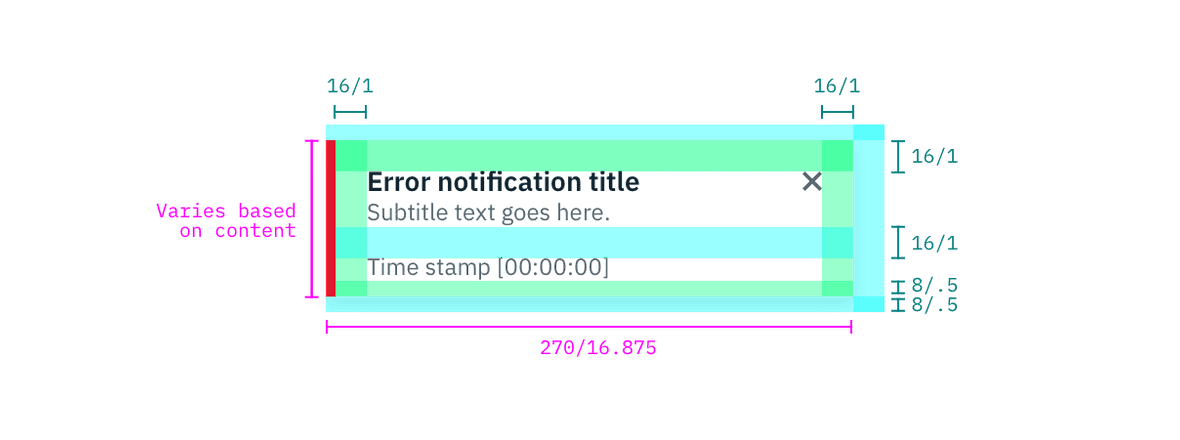 16/1
16/1
16/1
Error notification title
Subtitle text goes here.
Varies based
on content
16/1
Time stamp [00:00:00]
8/.5
8/.5
270/16.875